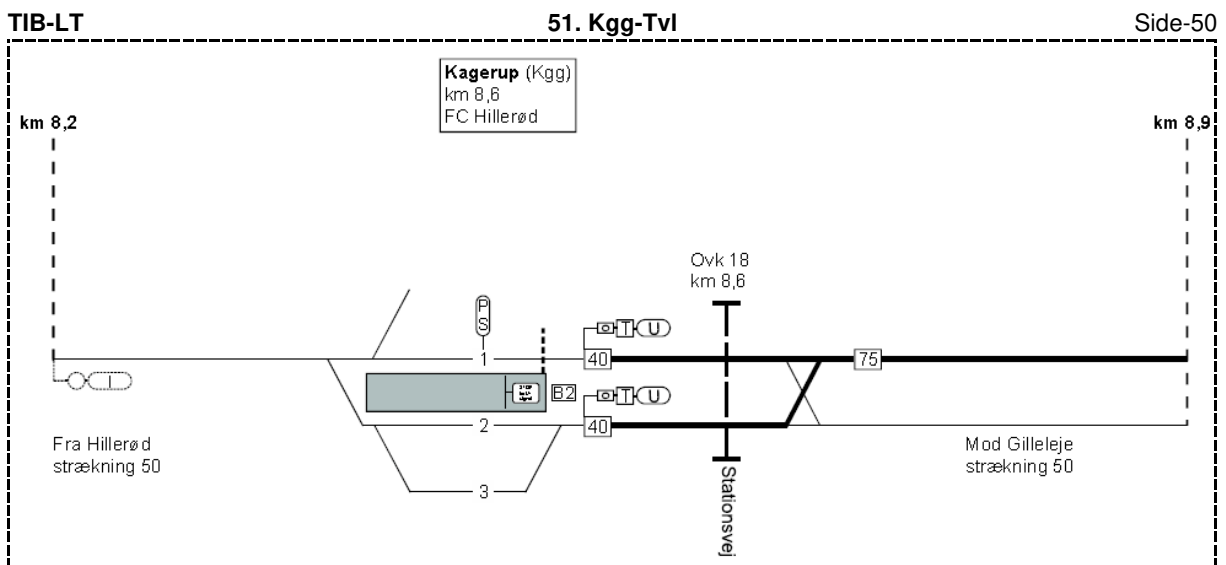 TIB-LT 51. Kgg-Tvl Side-50
Kagerup (Kgg)
km 8,6
FC Hillerød
km 8,2
km 8,9
Ovk 18
km 8,6
P
S
T U
1
40
75
I
B2
T U
2
40
Fra Hillerød
strækning 50
Mod Gilleleje
strækning 50
3
Stationsvej